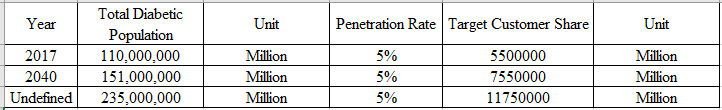 Year Total Diabetic Population Unit Penetration Rate Target Customer Share Unit
2017 110,000,000 Million 5% 5500000 Million
2040 151,000,000 Million 5% 7550000 Million
Undefined 235,000,000 Million 5% 11750000 Million